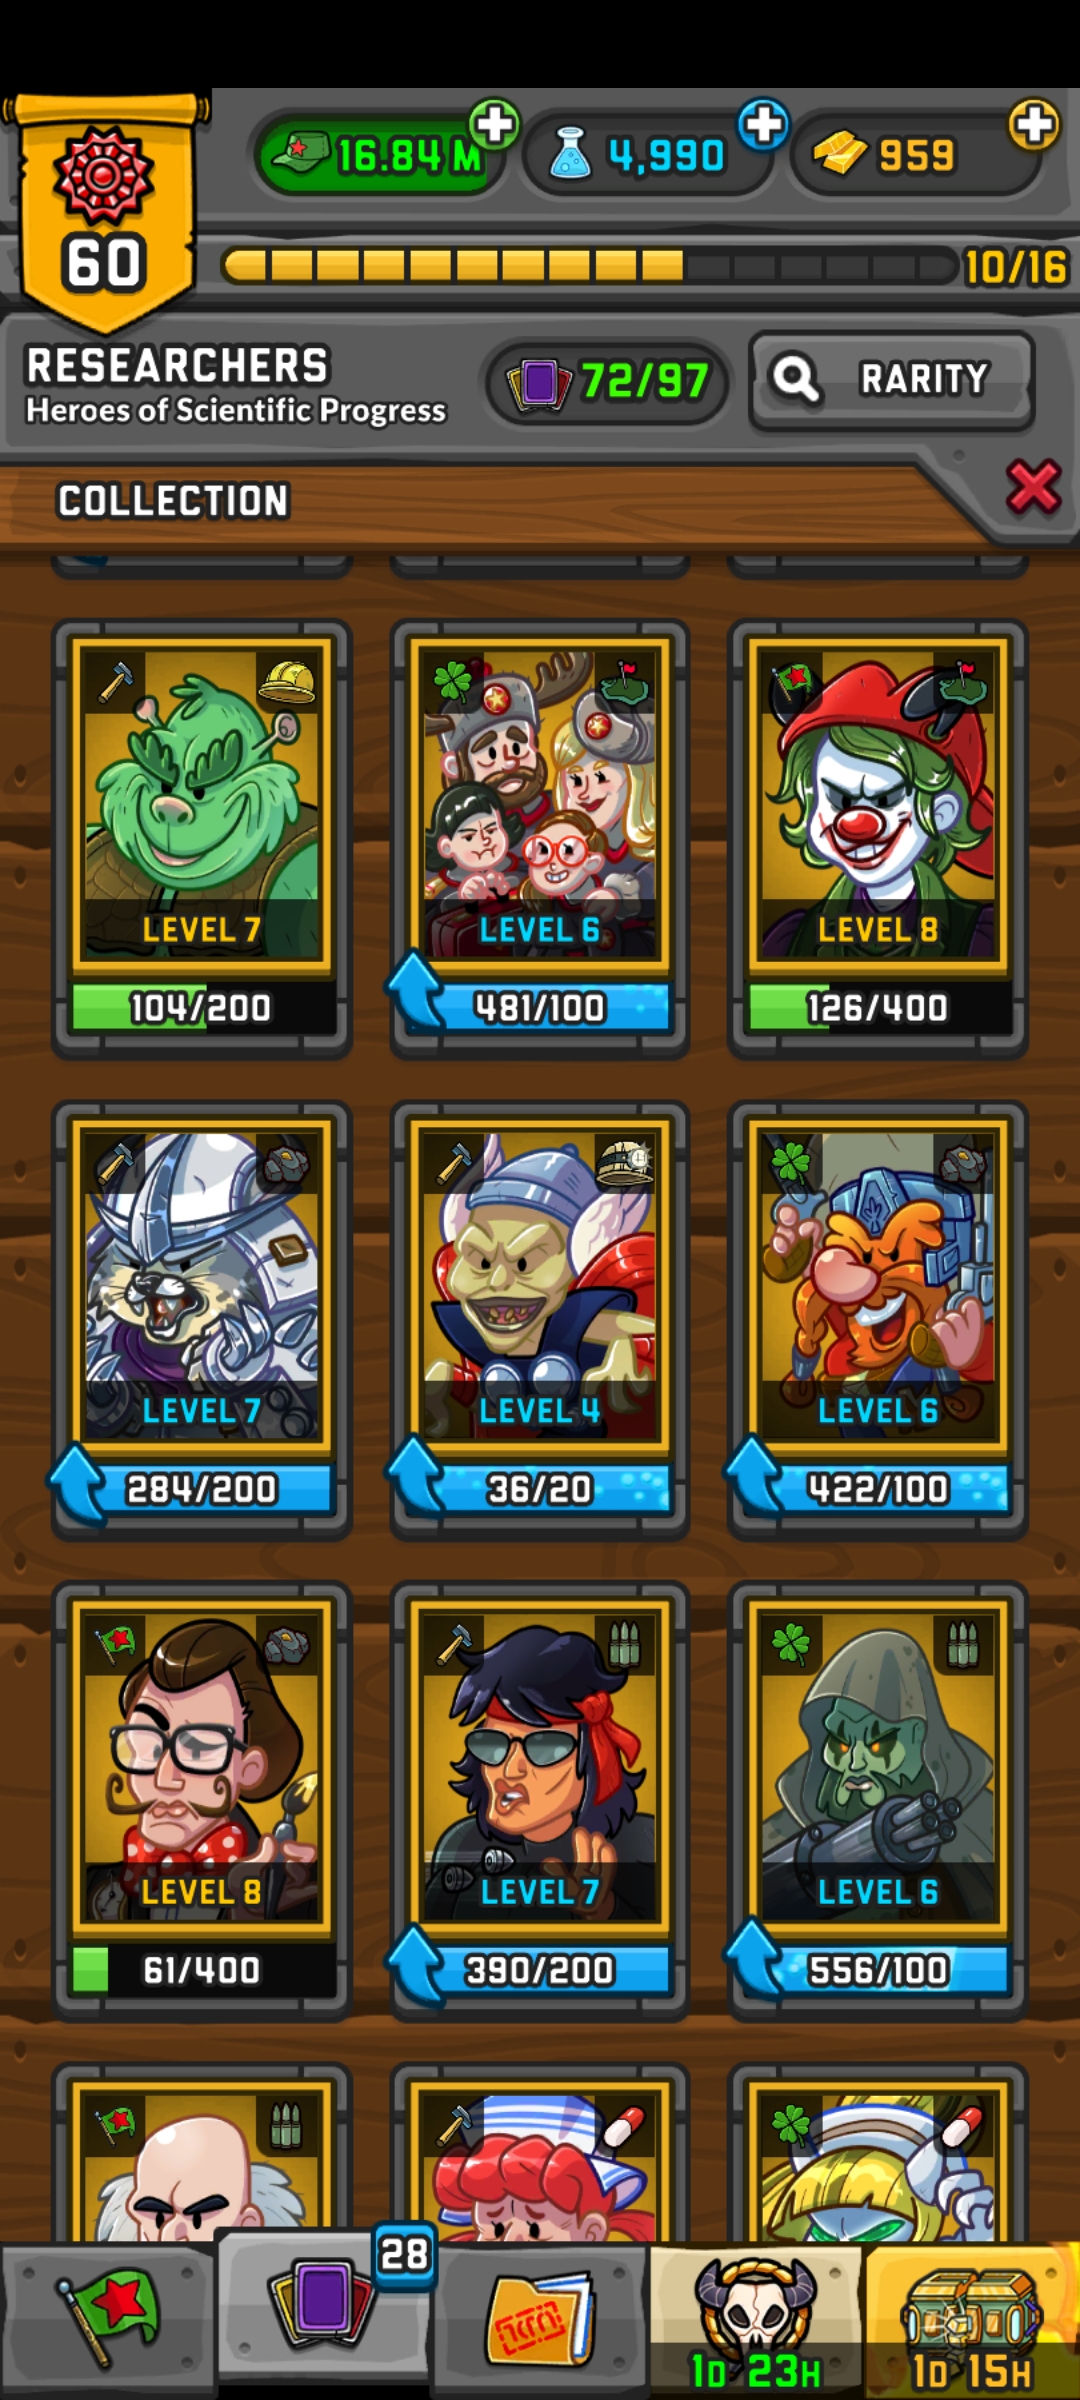 16.84 M
4,990
959
60
10/16
RESEARCHERS
Heroes of Scientific Progress
72/97
RARITY
COLLECTION
LEVEL 7
LEVEL 6
LEVEL 8
104/200
481/100
126/400
LEVEL 7
LEVEL 4
LEVEL 6
284/200
36/20
422/100
LEVEL 8
LEVEL 7
LEVEL 6
61/400
390/200
556/100
28
1D 23H
1D 15H